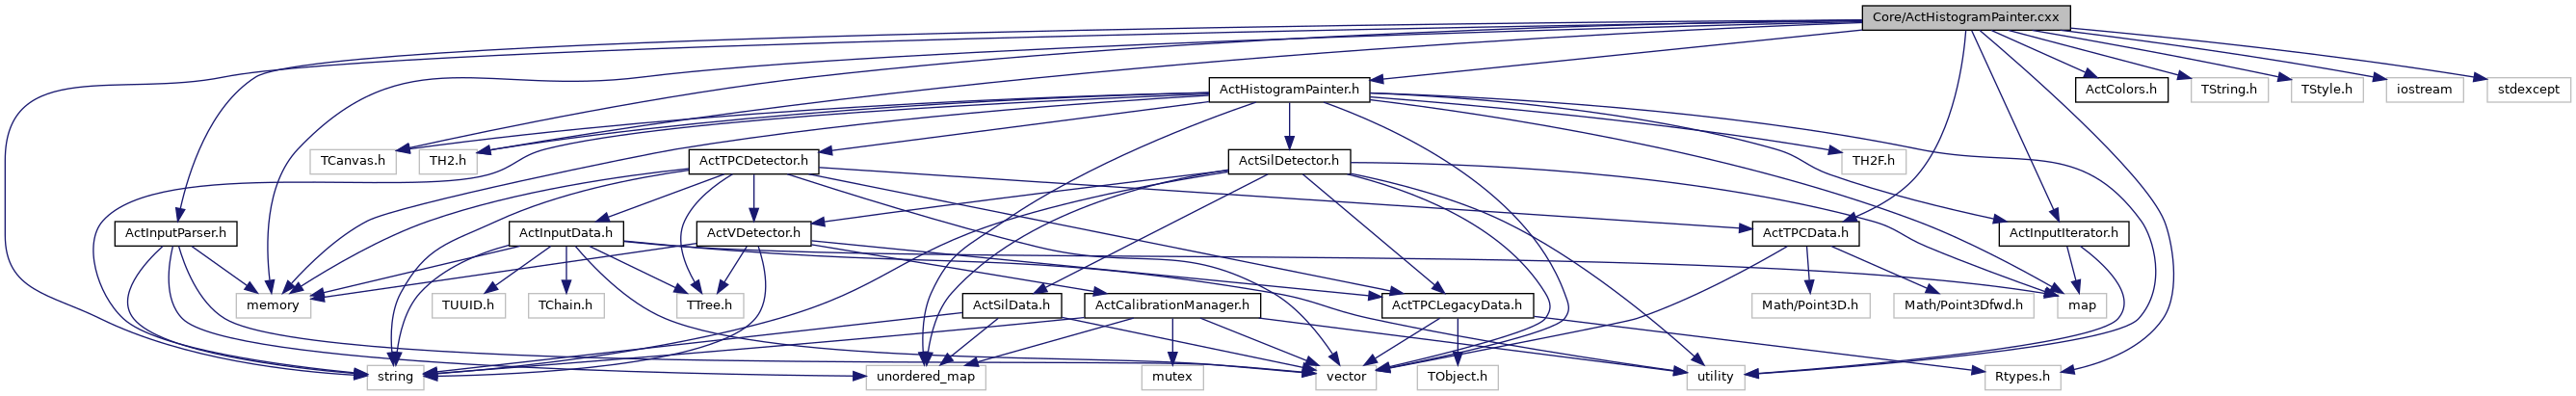 Core/ActHistogramPainter.cxx
ActHistogramPainter.h
ActColors.h
TString.h
TStyle.h
iostream
stdexcept
TCanvas.h
TH2.h
ActTPCDetector.h
ActSilDetector.h
TH2F.h
ActInputParser.h
ActInputData.h
ActVDetector.h
ActTPCData.h
ActInputIterator.h
memory
TUUID.h
TChain.h
TTree.h
ActSilData.h
ActCalibrationManager.h
ActTPCLegacyData.h
Math/Point3D.h
Math/Point3Dfwd.h
map
string
unordered_map
mutex
vector
TObject.h
utility
Rtypes.h